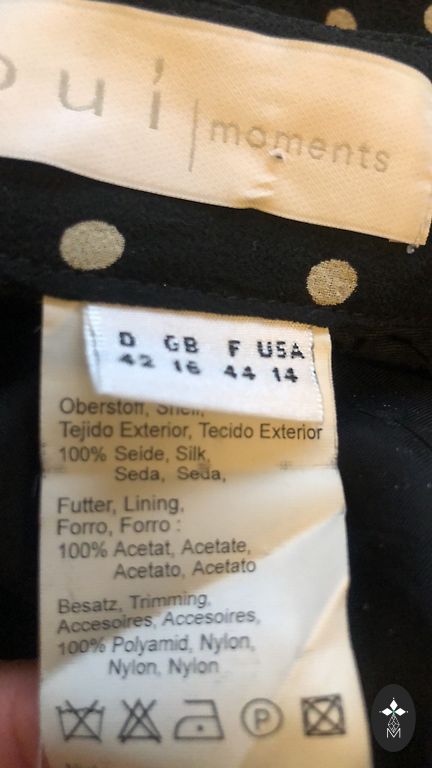 oui | moments
D GB F USA
42 16 44 14
Oberstoff, Shell,
Tejido Exterior, Tecido Exterior
100% Seide, Silk,
Seda, Seda,
Futter, Lining,
Forro, Forro :
100% Acetat, Acetate,
Acetato, Acetato
Besatz, Trimming,
Accesoires, Accesoires,
100% Polyamid, Nylon,
Nylon, Nylon
P
M